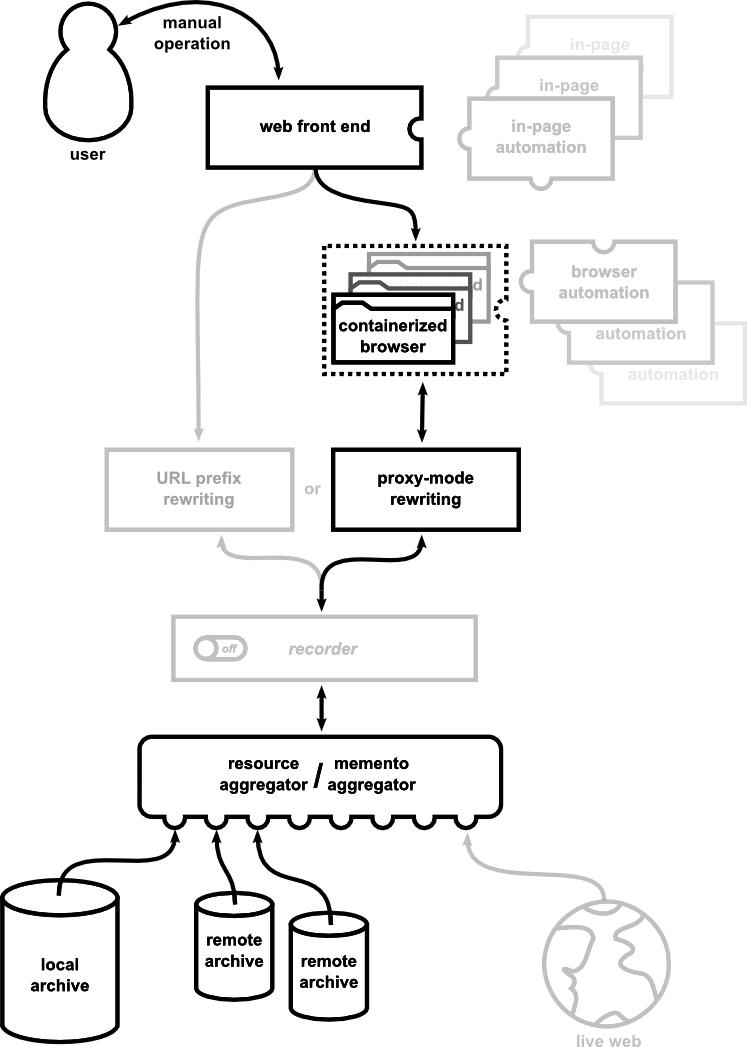 manual
operation
user
web front end
in-page
in-page
in-page
automation
containerized
browser
d
d
browser
automation
automation
automation
URL prefix
rewriting
or
proxy-mode
rewriting
off
recorder
resource
aggregator
/
memento
aggregator
local
archive
remote
archive
remote
archive
live web